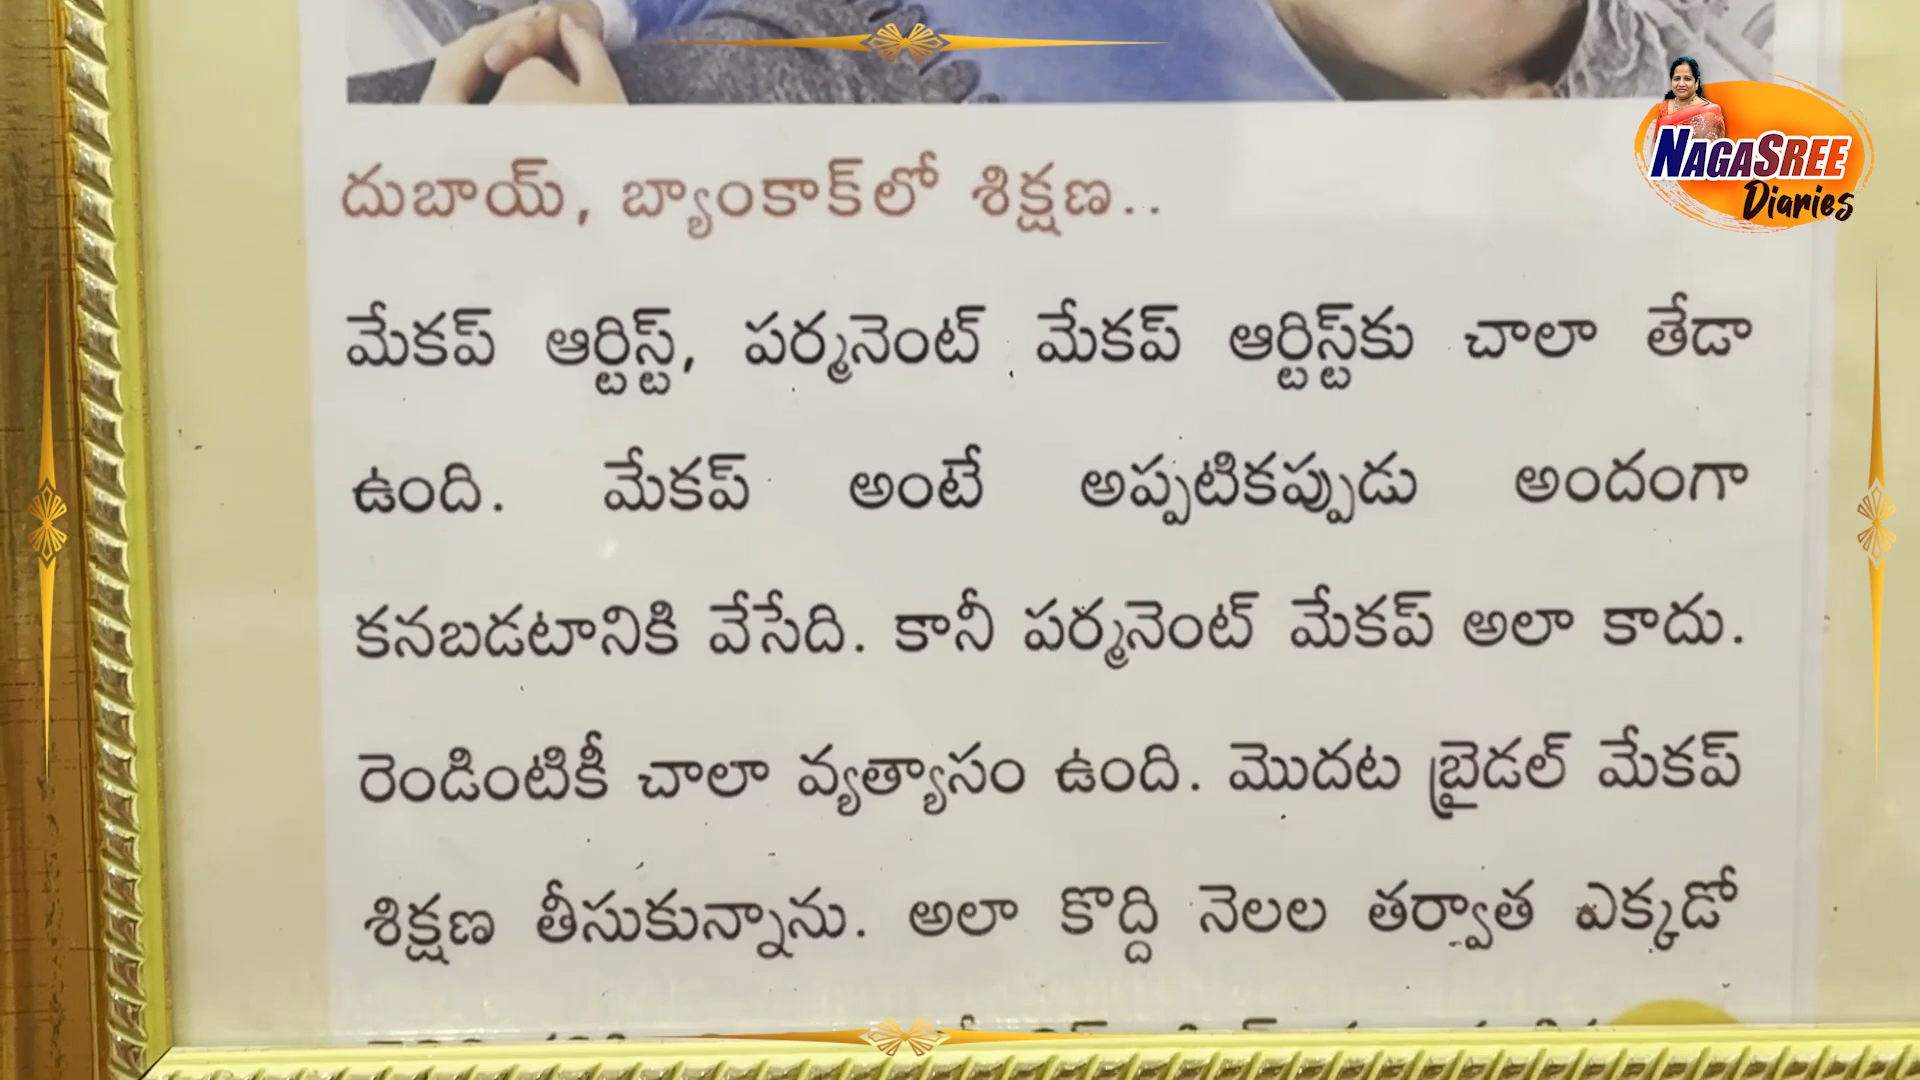 NAGASREE
Diaries
దుబాయ్, బ్యాంకాక్‌లో శిక్షణ..
మేకప్ ఆర్టిస్ట్, పర్మనెంట్ మేకప్ ఆర్టిస్ట్‌కు చాలా తేడా
ఉంది. మేకప్ అంటే అప్పటికప్పుడు అందంగా
కనబడటానికి వేసేది. కానీ పర్మనెంట్ మేకప్ అలా కాదు.
రెండింటికీ చాలా వ్యత్యాసం ఉంది. మొదట బ్రైడల్ మేకప్
శిక్షణ తీసుకున్నాను. అలా కొద్ది నెలల తర్వాత ఎక్కడో